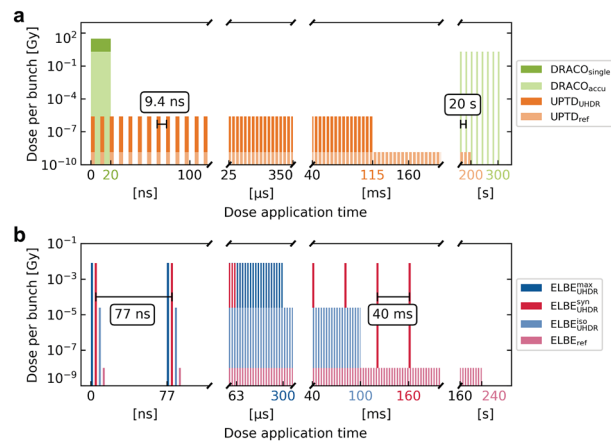 a
Dose per bunch [Gy]
10²
10⁻¹
10⁻⁴
10⁻⁷
10⁻¹⁰
9.4 ns
20 s
DRACO_single
DRACO_accu
UPTD_UHDR
UPTD_ref
0 20 100 25 350 40 115 160 200 300
[ns] [µs] [ms] [s]
Dose application time
b
Dose per bunch [Gy]
10⁻¹
10⁻³
10⁻⁵
10⁻⁷
10⁻⁹
77 ns
40 ms
ELBE^max_UHDR
ELBE^syn_UHDR
ELBE^iso_UHDR
ELBE_ref
0 77 63 300 40 100 160 160 240
[ns] [µs] [ms] [s]
Dose application time